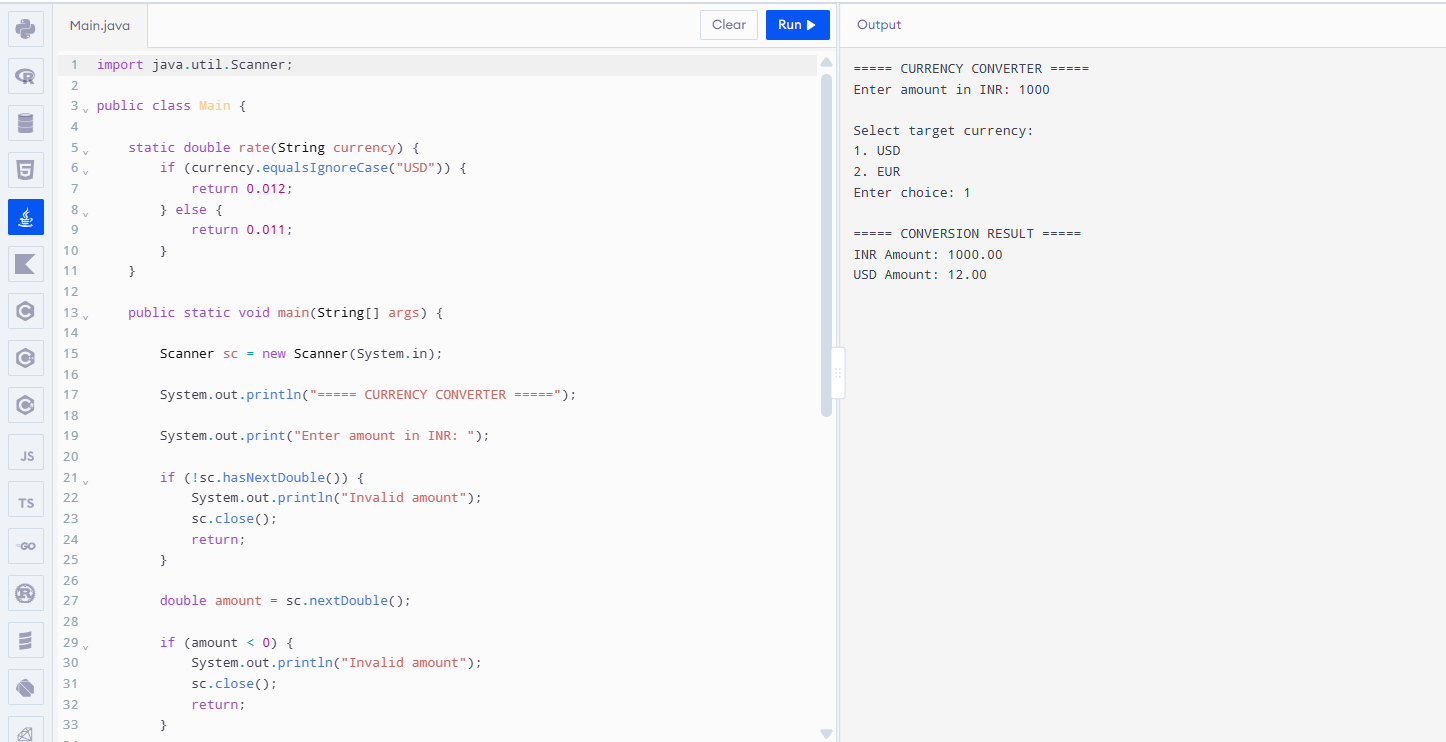 Main.java
Clear
Run
Output
1 import java.util.Scanner;
2
3 public class Main {
4
5     static double rate(String currency) {
6         if (currency.equalsIgnoreCase("USD")) {
7             return 0.012;
8         } else {
9             return 0.011;
10         }
11     }
12
13     public static void main(String[] args) {
14
15         Scanner sc = new Scanner(System.in);
16
17         System.out.println("===== CURRENCY CONVERTER =====");
18
19         System.out.print("Enter amount in INR: ");
20
21         if (!sc.hasNextDouble()) {
22             System.out.println("Invalid amount");
23             sc.close();
24             return;
25         }
26
27         double amount = sc.nextDouble();
28
29         if (amount < 0) {
30             System.out.println("Invalid amount");
31             sc.close();
32             return;
33         }
===== CURRENCY CONVERTER =====
Enter amount in INR: 1000
Select target currency:
1. USD
2. EUR
Enter choice: 1
===== CONVERSION RESULT =====
INR Amount: 1000.00
USD Amount: 12.00
R
5
C
C
C
JS
TS
GO
R